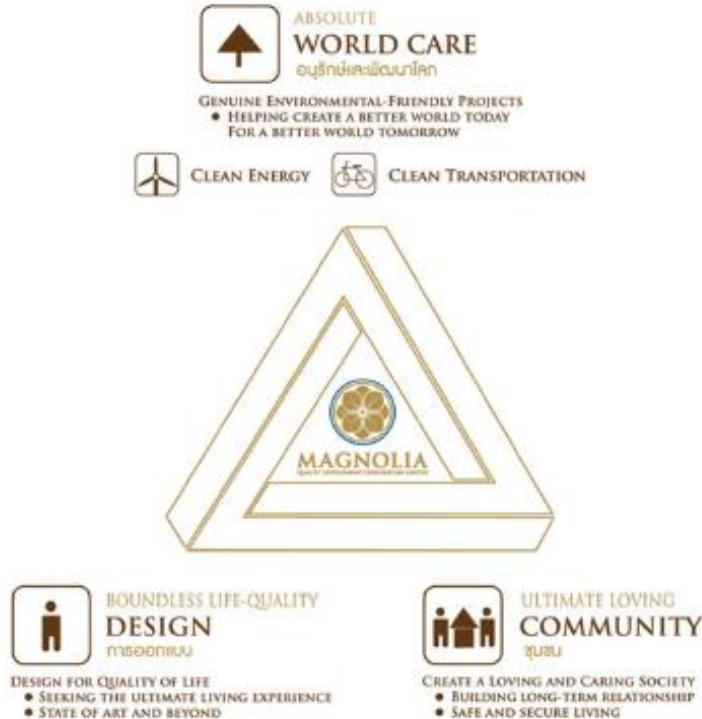 ABSOLUTE
WORLD CARE
อนุรักษ์และพัฒนาโลก
GENUINE ENVIRONMENTAL-FRIENDLY PROJECTS
● HELPING CREATE A BETTER WORLD TODAY
FOR A BETTER WORLD TOMORROW
CLEAN ENERGY
CLEAN TRANSPORTATION
MAGNOLIA
QUALITY DEVELOPMENT CORPORATION LIMITED
BOUNDLESS LIFE-QUALITY
DESIGN
การออกแบบ
DESIGN FOR QUALITY OF LIFE
● SEEKING THE ULTIMATE LIVING EXPERIENCE
● STATE OF ART AND BEYOND
ULTIMATE LOVING
COMMUNITY
ชุมชน
CREATE A LOVING AND CARING SOCIETY
● BUILDING LONG-TERM RELATIONSHIP
● SAFE AND SECURE LIVING